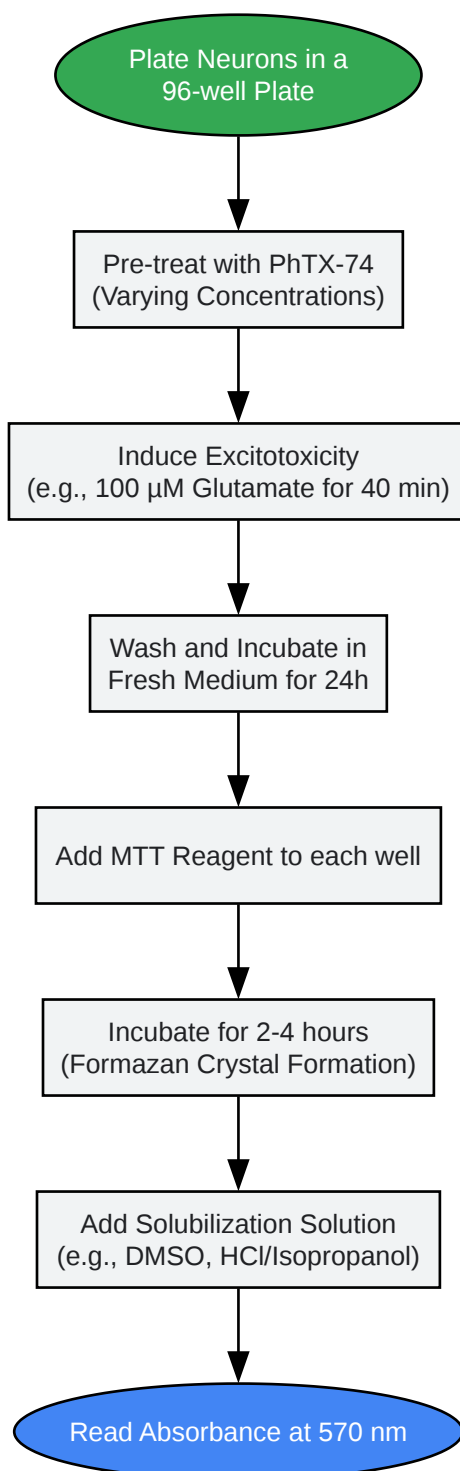 Plate Neurons in a
96-well Plate
Pre-treat with PhTX-74
(Varying Concentrations)
Induce Excitotoxicity
(e.g., 100 µM Glutamate for 40 min)
Wash and Incubate in
Fresh Medium for 24h
Add MTT Reagent to each well
Incubate for 2-4 hours
(Formazan Crystal Formation)
Add Solubilization Solution
(e.g., DMSO, HCl/Isopropanol)
Read Absorbance at 570 nm